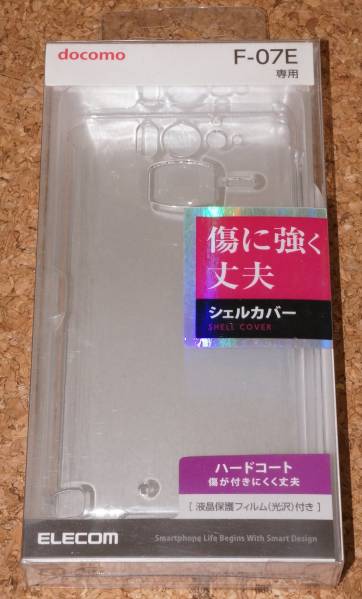 docomo
F-07E
専用
傷に強く
丈夫
シェルカバー
SHELL COVER
ハードコート
傷が付きにくく丈夫
[ 液晶保護フィルム(光沢)付き ]
ELECOM
Smartphone Life Begins With Smart Design